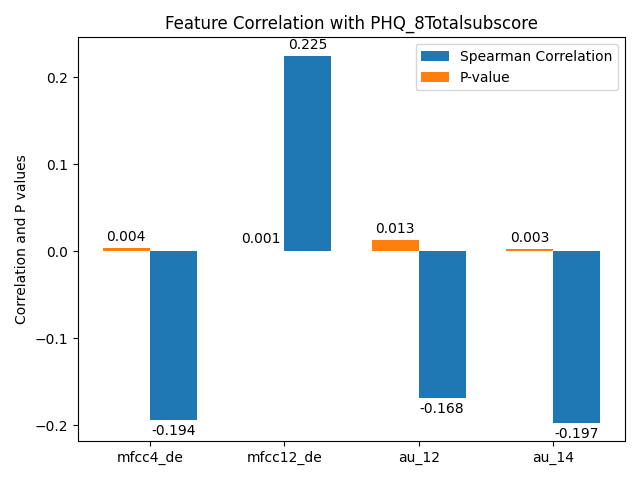 Feature Correlation with PHQ_8Totalsubscore
Spearman Correlation
P-value
Correlation and P values
0.2
0.1
0.0
−0.1
−0.2
0.004
-0.194
0.001
0.225
0.013
-0.168
0.003
-0.197
mfcc4_de
mfcc12_de
au_12
au_14